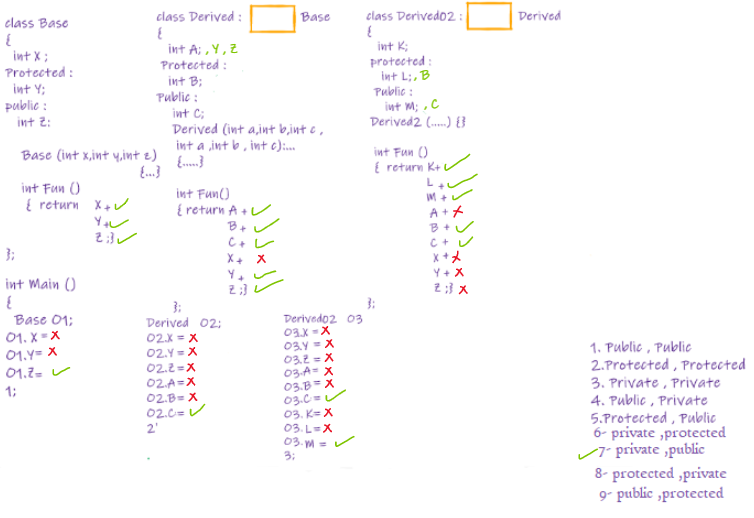 class Base
{
int X ;
Protected :
int Y;
public :
int Z:
Base (int x,int y,int z)
{...}
int Fun ()
{ return X +
Y +
Z ;}
};
class Derived : Base
{
int A; , Y , Z
Protected :
int B;
Public :
int C;
Derived (int a,int b,int c ,
int a ,int b , int c):...
{.....}
int Fun()
{ return A +
B +
C +
X +
Y +
Z ;}
};
class Derived02 : Derived
{
int K;
protected :
int L; , B
Public :
int M; , C
Derived2 (.....) {}
int Fun ()
{ return K+
L +
M +
A +
B +
C +
X +
Y +
Z ;}
};
int Main ()
{
Base O1;
O1. X =
O1.Y=
O1.Z=
1;
Derived O2;
O2.X =
O2.Y =
O2.Z =
O2.A=
O2.B=
O2.C=
2'
Derived02 O3
O3.X =
O3.Y =
O3.Z =
O3.A=
O3.B=
O3.C=
O3. K=
O3. L=
O3. M =
3;
1. Public , Public
2.Protected , Protected
3. Private , Private
4. Public , Private
5.Protected , Public
6- private ,protected
7- private ,public
8- protected ,private
9- public ,protected